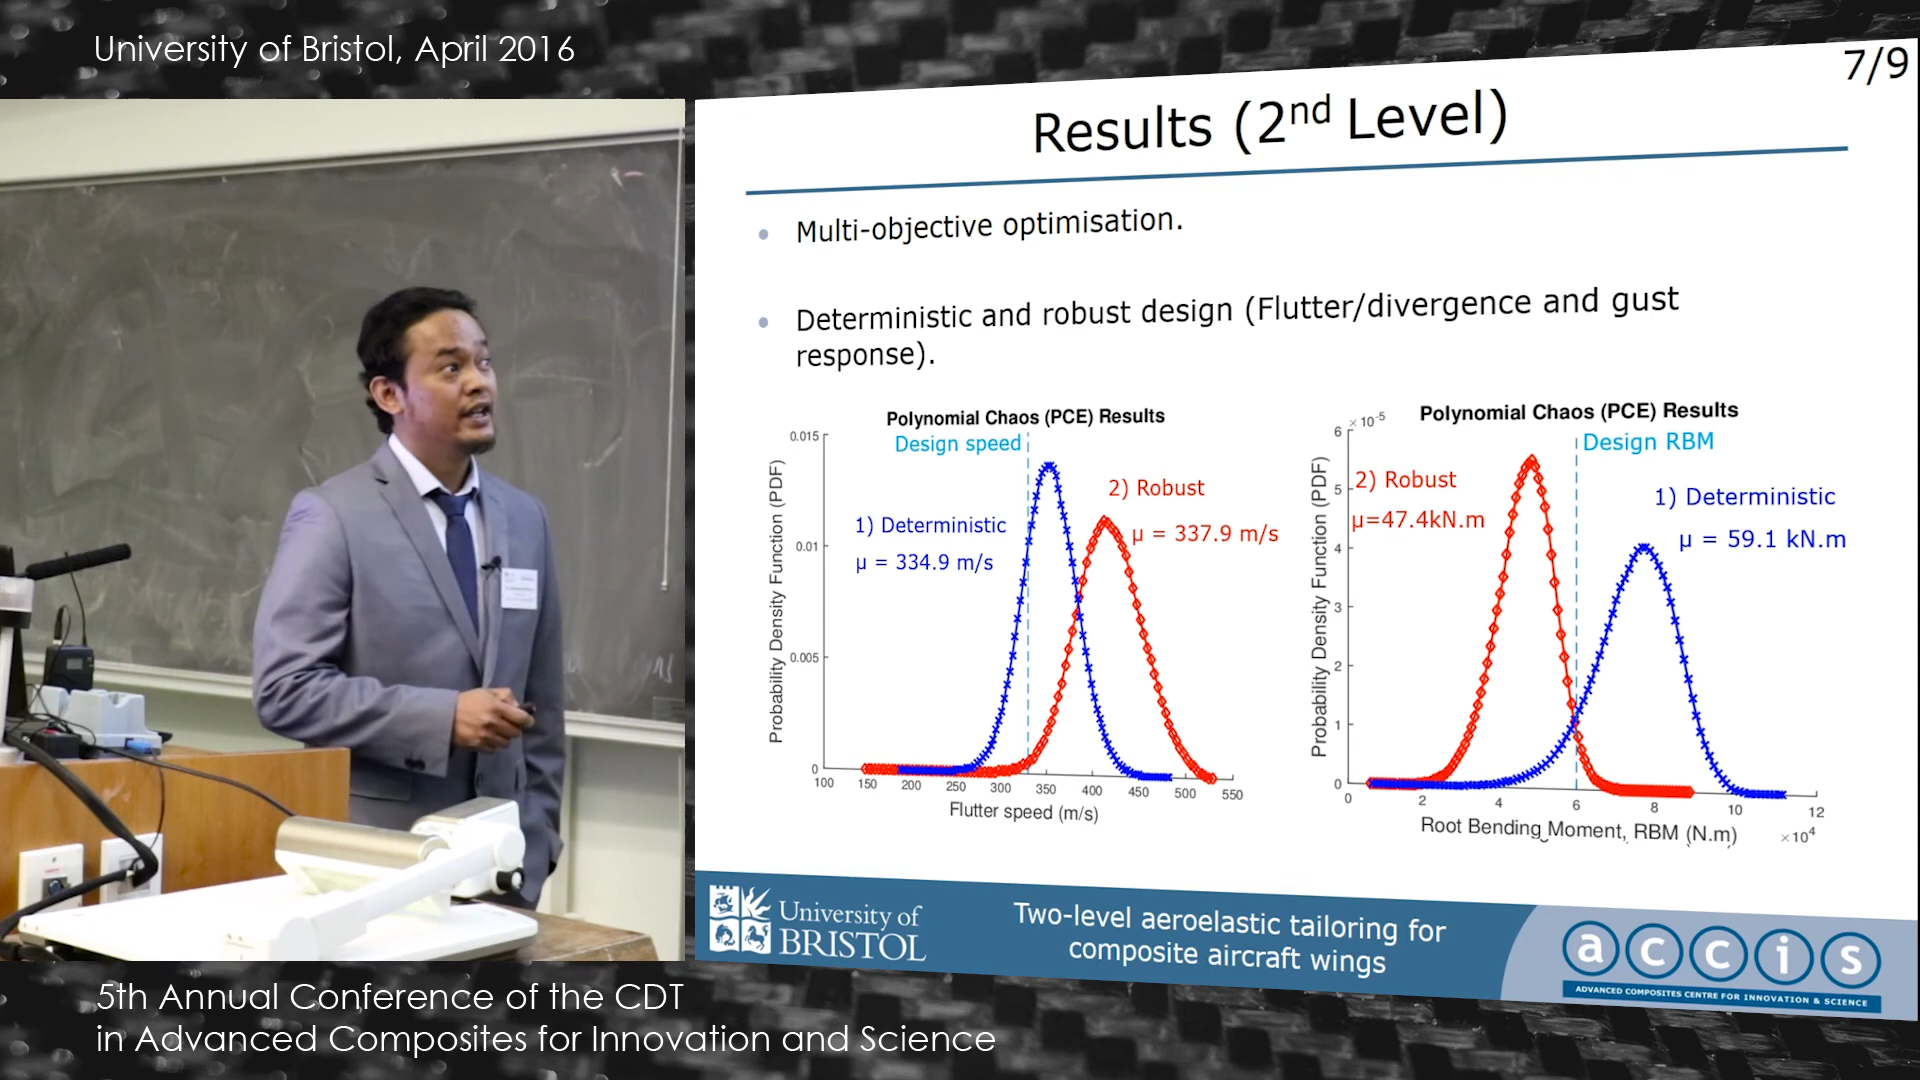 University of Bristol, April 2016
7/9
Results (2nd Level)
Multi-objective optimisation.
Deterministic and robust design (Flutter/divergence and gust
response).
Polynomial Chaos (PCE) Results
Design speed
0.015
0.01
0.005
0
Probability Density Function (PDF)
1) Deterministic
μ = 334.9 m/s
2) Robust
μ = 337.9 m/s
100 150 200 250 300 350 400 450 500 550
Flutter speed (m/s)
Polynomial Chaos (PCE) Results
×10-5
Design RBM
6
5
4
3
2
1
0
Probability Density Function (PDF)
2) Robust
μ=47.4kN.m
1) Deterministic
μ = 59.1 kN.m
0 2 4 6 8 10 12
Root Bending Moment, RBM (N.m)
×104
University of
BRISTOL
Two-level aeroelastic tailoring for
composite aircraft wings
accis
ADVANCED COMPOSITES CENTRE FOR INNOVATION & SCIENCE
5th Annual Conference of the CDT
in Advanced Composites for Innovation and Science